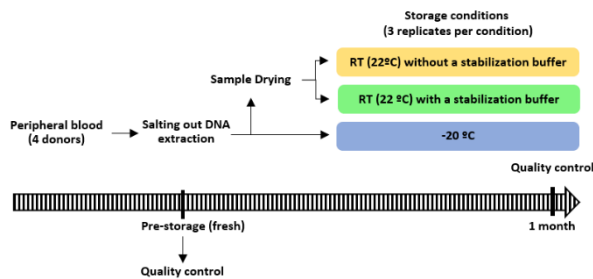 Storage conditions
(3 replicates per condition)
RT (22ºC) without a stabilization buffer
Sample Drying
RT (22 ºC) with a stabilization buffer
Peripheral blood
(4 donors)
Salting out DNA
extraction
-20 ºC
Quality control
Pre-storage (fresh)
1 month
Quality control